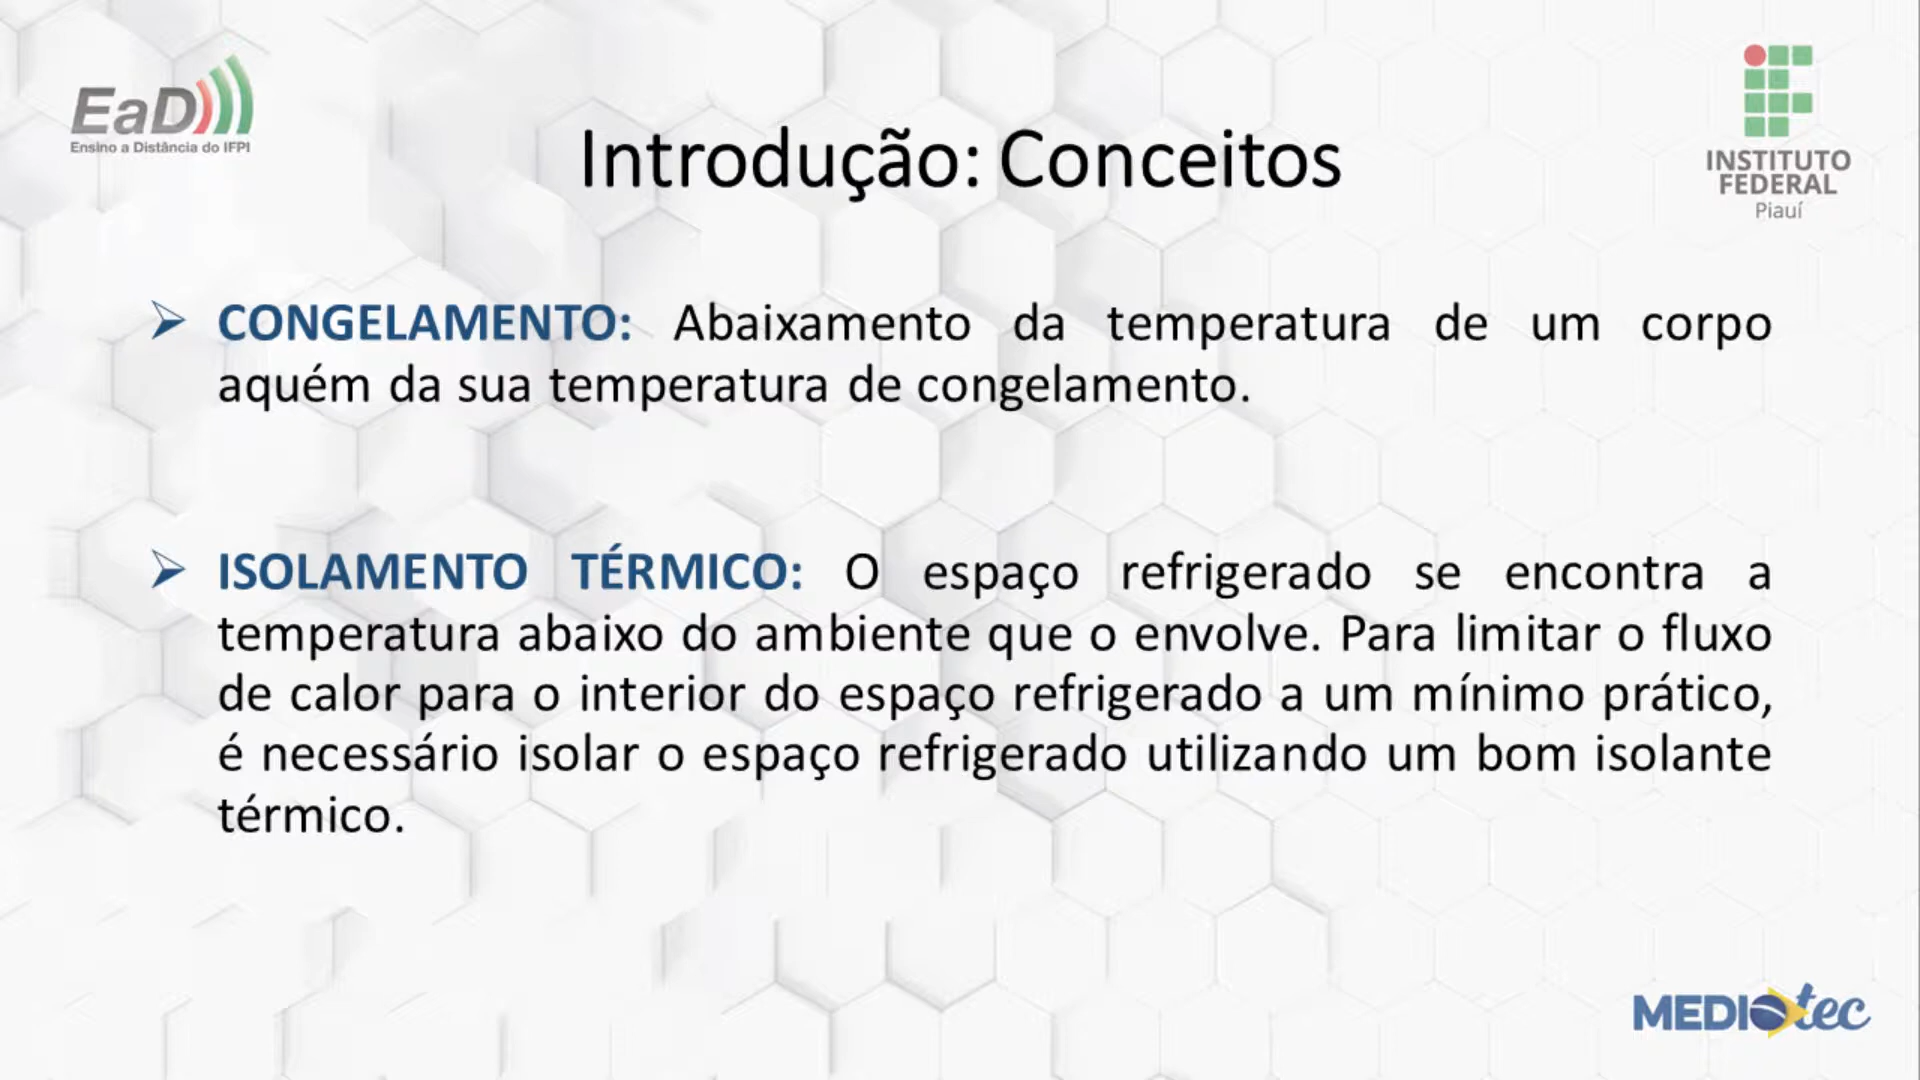 EaD
Ensino a Distância do IFPI
INSTITUTO
FEDERAL
Piauí
Introdução: Conceitos
CONGELAMENTO: Abaixamento da temperatura de um corpo
aquém da sua temperatura de congelamento.
ISOLAMENTO TÉRMICO: O espaço refrigerado se encontra a
temperatura abaixo do ambiente que o envolve. Para limitar o fluxo
de calor para o interior do espaço refrigerado a um mínimo prático,
é necessário isolar o espaço refrigerado utilizando um bom isolante
térmico.
MEDIOtec